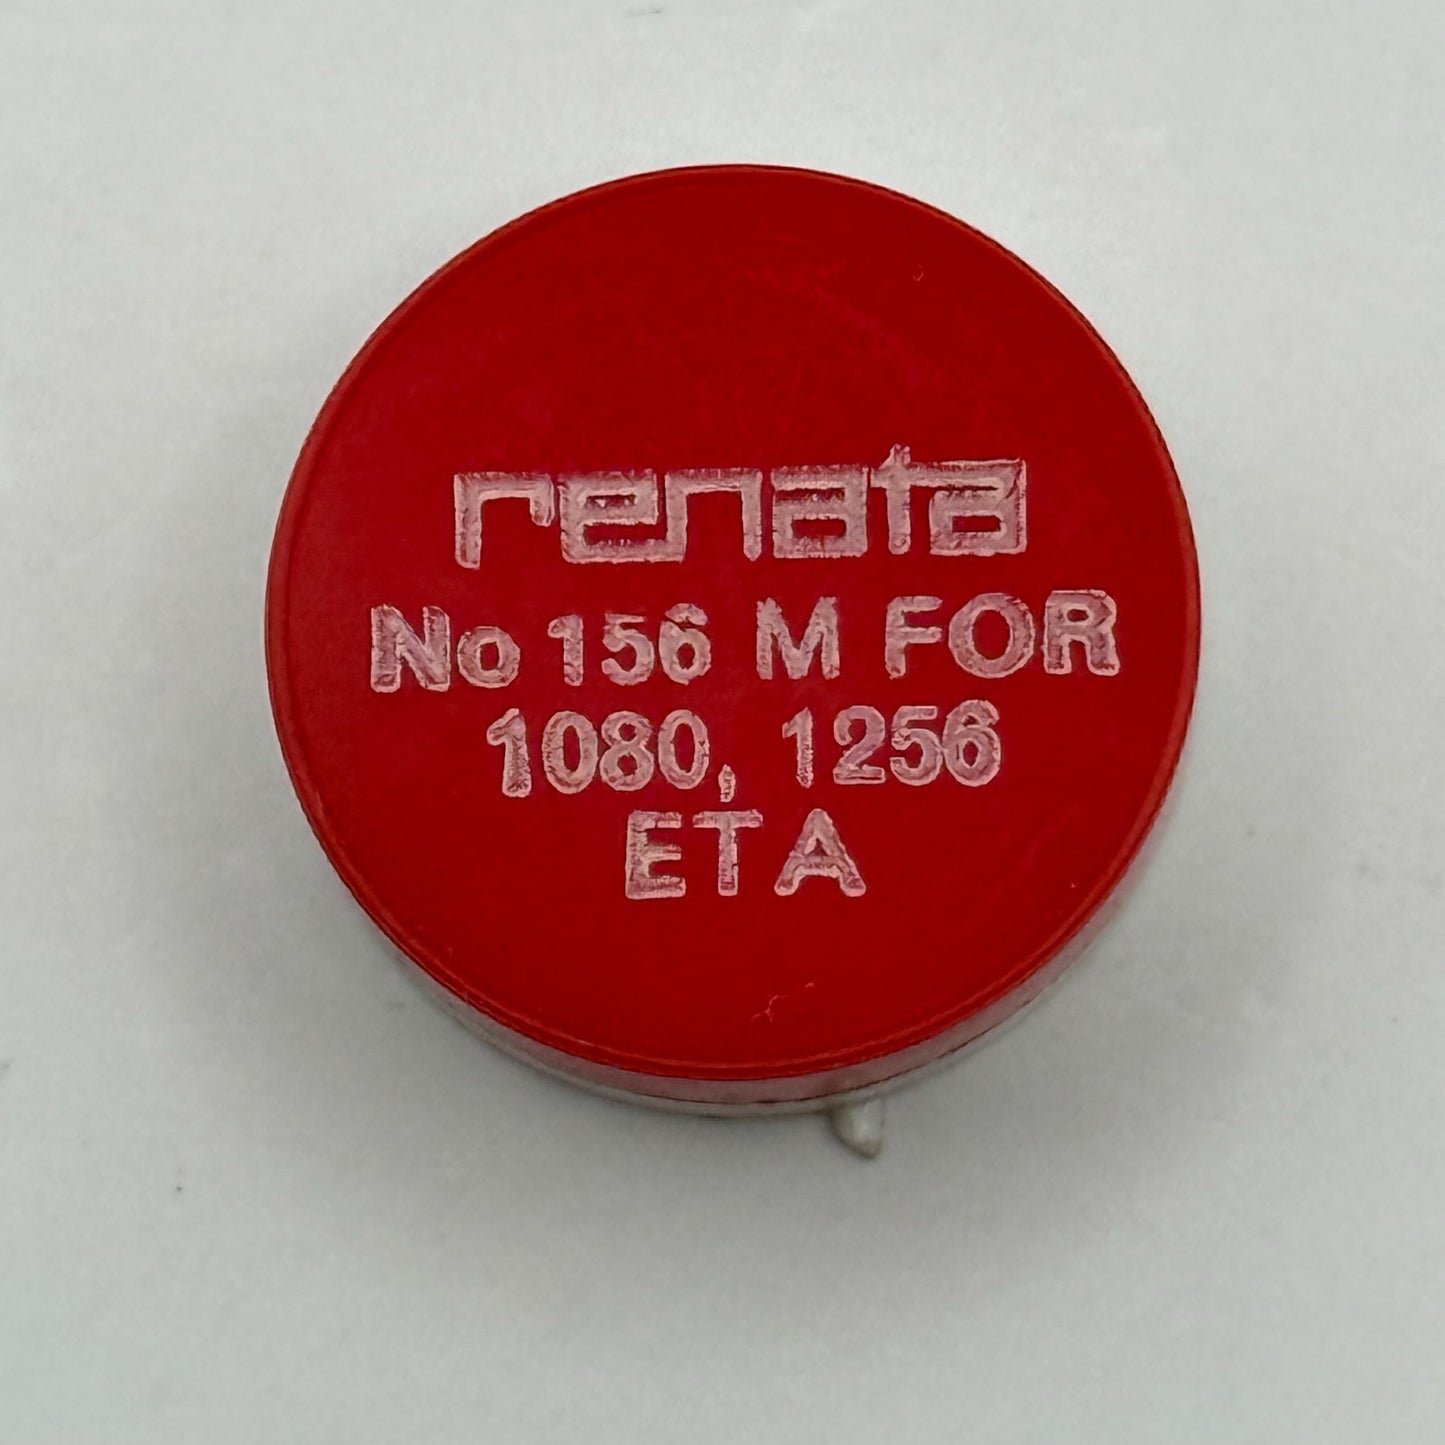 renata
No 156 M FOR
1080, 1256
ETA